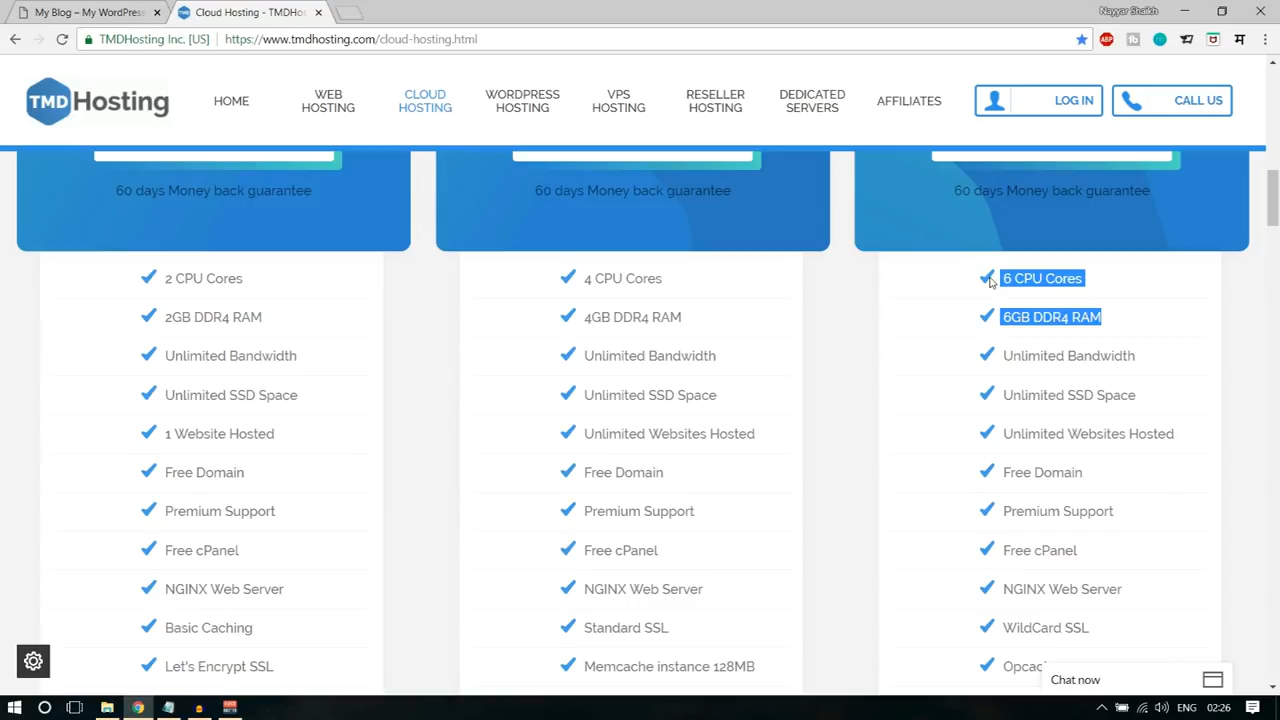 My Blog – My WordPress
Cloud Hosting - TMDHos
Nayyar Shaikh
TMDHosting Inc. [US]
https://www.tmdhosting.com/cloud-hosting.html
ABP
TMDHosting
HOME
WEB
HOSTING
CLOUD
HOSTING
WORDPRESS
HOSTING
VPS
HOSTING
RESELLER
HOSTING
DEDICATED
SERVERS
AFFILIATES
LOG IN
CALL US
60 days Money back guarantee
60 days Money back guarantee
60 days Money back guarantee
2 CPU Cores
2GB DDR4 RAM
Unlimited Bandwidth
Unlimited SSD Space
1 Website Hosted
Free Domain
Premium Support
Free cPanel
NGINX Web Server
Basic Caching
Let's Encrypt SSL
4 CPU Cores
4GB DDR4 RAM
Unlimited Bandwidth
Unlimited SSD Space
Unlimited Websites Hosted
Free Domain
Premium Support
Free cPanel
NGINX Web Server
Standard SSL
Memcache instance 128MB
6 CPU Cores
6GB DDR4 RAM
Unlimited Bandwidth
Unlimited SSD Space
Unlimited Websites Hosted
Free Domain
Premium Support
Free cPanel
NGINX Web Server
WildCard SSL
Opcac
Chat now
ENG
02:26